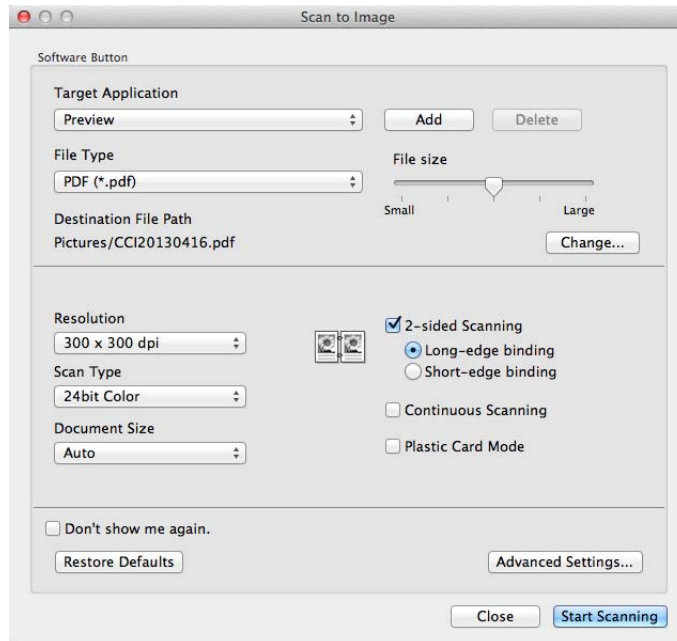 Scan to Image
Software Button
Target Application
Preview
Add
Delete
File Type
PDF (*.pdf)
File size
Small
Large
Destination File Path
Pictures/CCI20130416.pdf
Change...
Resolution
300 x 300 dpi
Scan Type
24bit Color
Document Size
Auto
2-sided Scanning
Long-edge binding
Short-edge binding
Continuous Scanning
Plastic Card Mode
Don't show me again.
Restore Defaults
Advanced Settings...
Close
Start Scanning